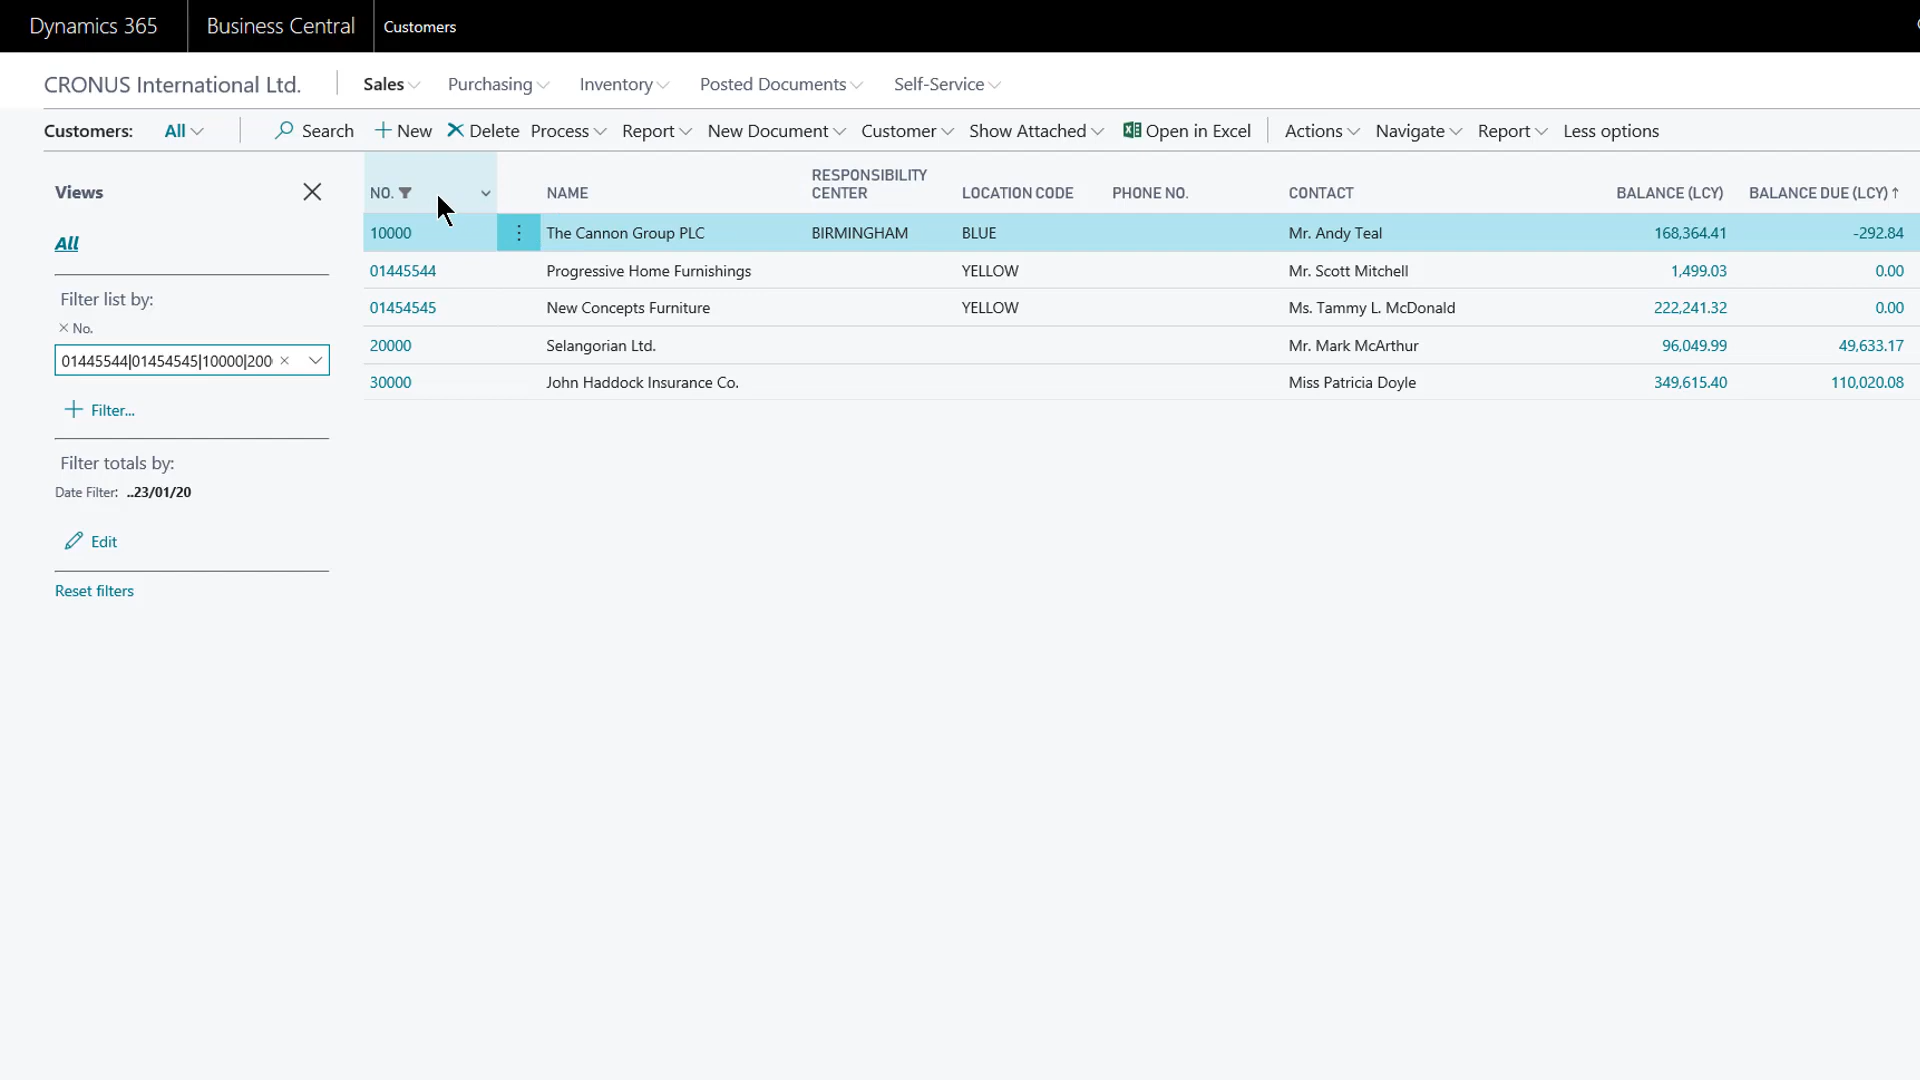 Dynamics 365 Business Central Customers
CRONUS International Ltd. Sales Purchasing Inventory Posted Documents Self-Service
Customers: All Search + New Delete Process Report New Document Customer Show Attached Open in Excel Actions Navigate Report Less options
Views
All
Filter list by:
× No.
01445544|01454545|10000|200
+ Filter...
Filter totals by:
Date Filter: ..23/01/20
Edit
Reset filters
NO. NAME RESPONSIBILITY CENTER LOCATION CODE PHONE NO. CONTACT BALANCE (LCY) BALANCE DUE (LCY) ↑
10000 The Cannon Group PLC BIRMINGHAM BLUE Mr. Andy Teal 168,364.41 -292.84
01445544 Progressive Home Furnishings YELLOW Mr. Scott Mitchell 1,499.03 0.00
01454545 New Concepts Furniture YELLOW Ms. Tammy L. McDonald 222,241.32 0.00
20000 Selangorian Ltd. Mr. Mark McArthur 96,049.99 49,633.17
30000 John Haddock Insurance Co. Miss Patricia Doyle 349,615.40 110,020.08